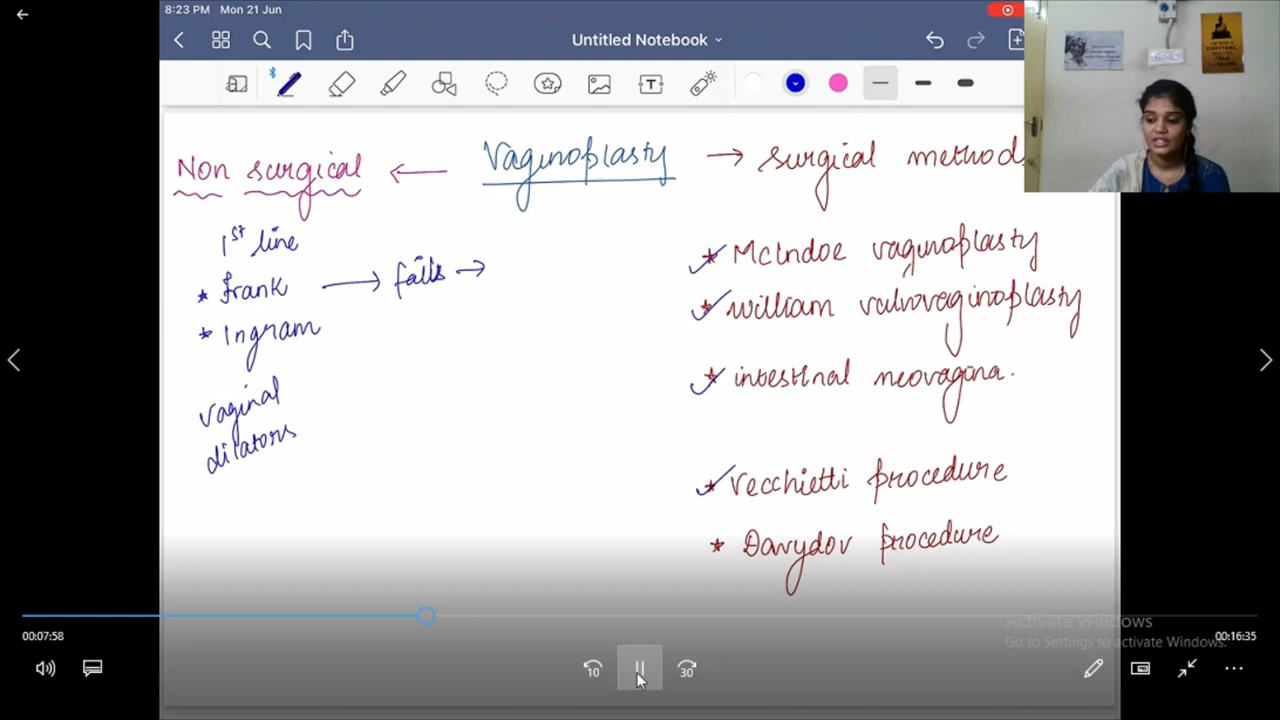 8:23 PM Mon 21 Jun
Untitled Notebook
Non surgical ← Vaginoplasty → surgical method
1st line
* Frank → fails →
* Ingram
vaginal
dilators
* McIndoe vaginoplasty
* William vulvovaginoplasty
* intestinal neovagina.
* Vecchietti procedure
* Davydov procedure
00:07:58
00:16:35
Activate Windows
Go to Settings to activate Windows.
10
30